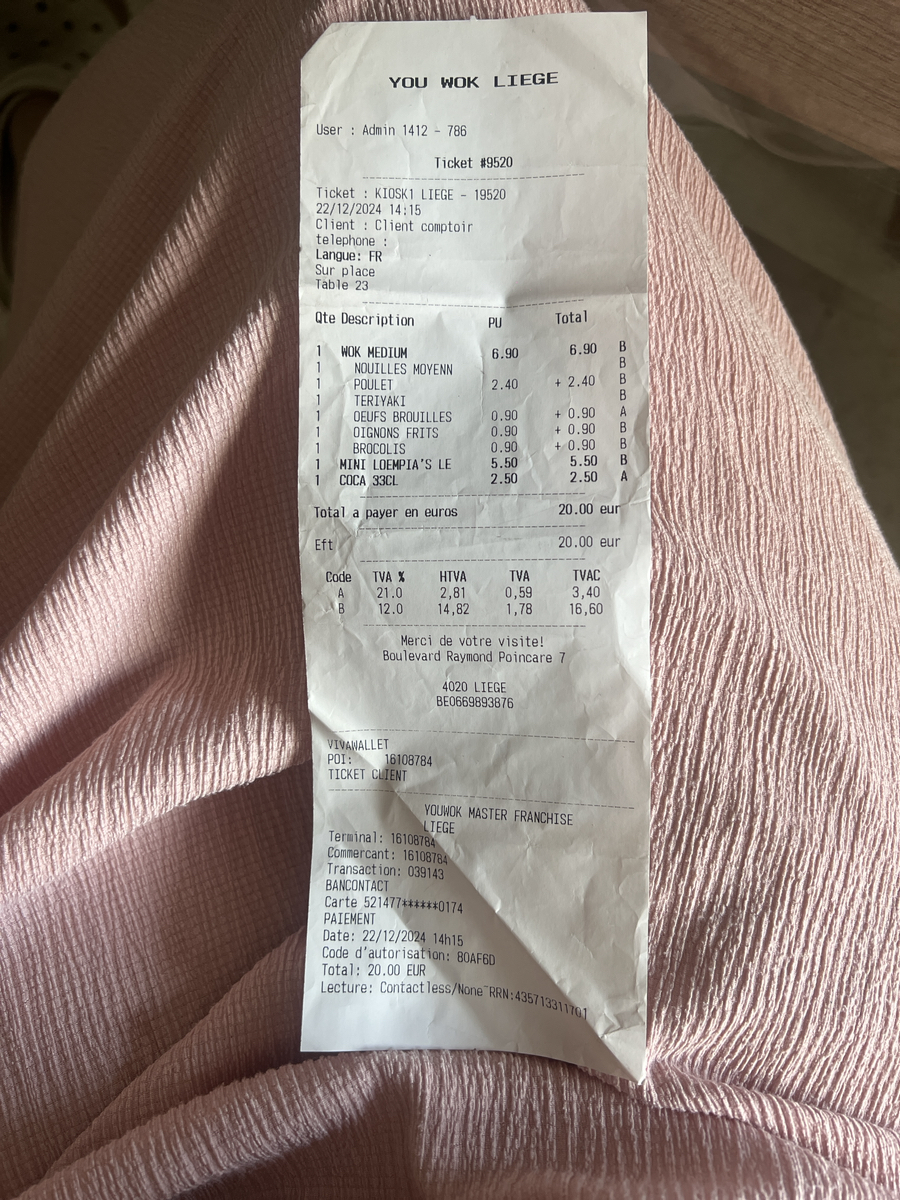 YOU WOK LIEGE
User : Admin 1412 - 786
Ticket #9520
Ticket : KIOSK1 LIEGE - 19520
22/12/2024 14:15
Client : Client comptoir
telephone :
Langue: FR
Sur place
Table 23
Qte Description PU Total
1 WOK MEDIUM 6.90 6.90 B
1 NOUILLES MOYENN B
1 POULET 2.40 + 2.40 B
1 TERIYAKI B
1 OEUFS BROUILLES 0.90 + 0.90 A
1 OIGNONS FRITS 0.90 + 0.90 B
1 BROCOLIS 0.90 + 0.90 B
1 MINI LOEMPIA'S LE 5.50 5.50 B
1 COCA 33CL 2.50 2.50 A
Total a payer en euros 20.00 eur
Eft 20.00 eur
Code TVA % HTVA TVA TVAC
A 21.0 2,81 0,59 3,40
B 12.0 14,82 1,78 16,60
Merci de votre visite!
Boulevard Raymond Poincare 7
4020 LIEGE
BE0669893876
VIVAWALLET
POI: 16108784
TICKET CLIENT
YOUWOK MASTER FRANCHISE
LIEGE
Terminal: 16108784
Commercant: 16108784
Transaction: 039143
BANCONTACT
Carte 521477******0174
PAIEMENT
Date: 22/12/2024 14h15
Code d'autorisation: 80AF6D
Total: 20.00 EUR
Lecture: Contactless/None~RRN:435713311701